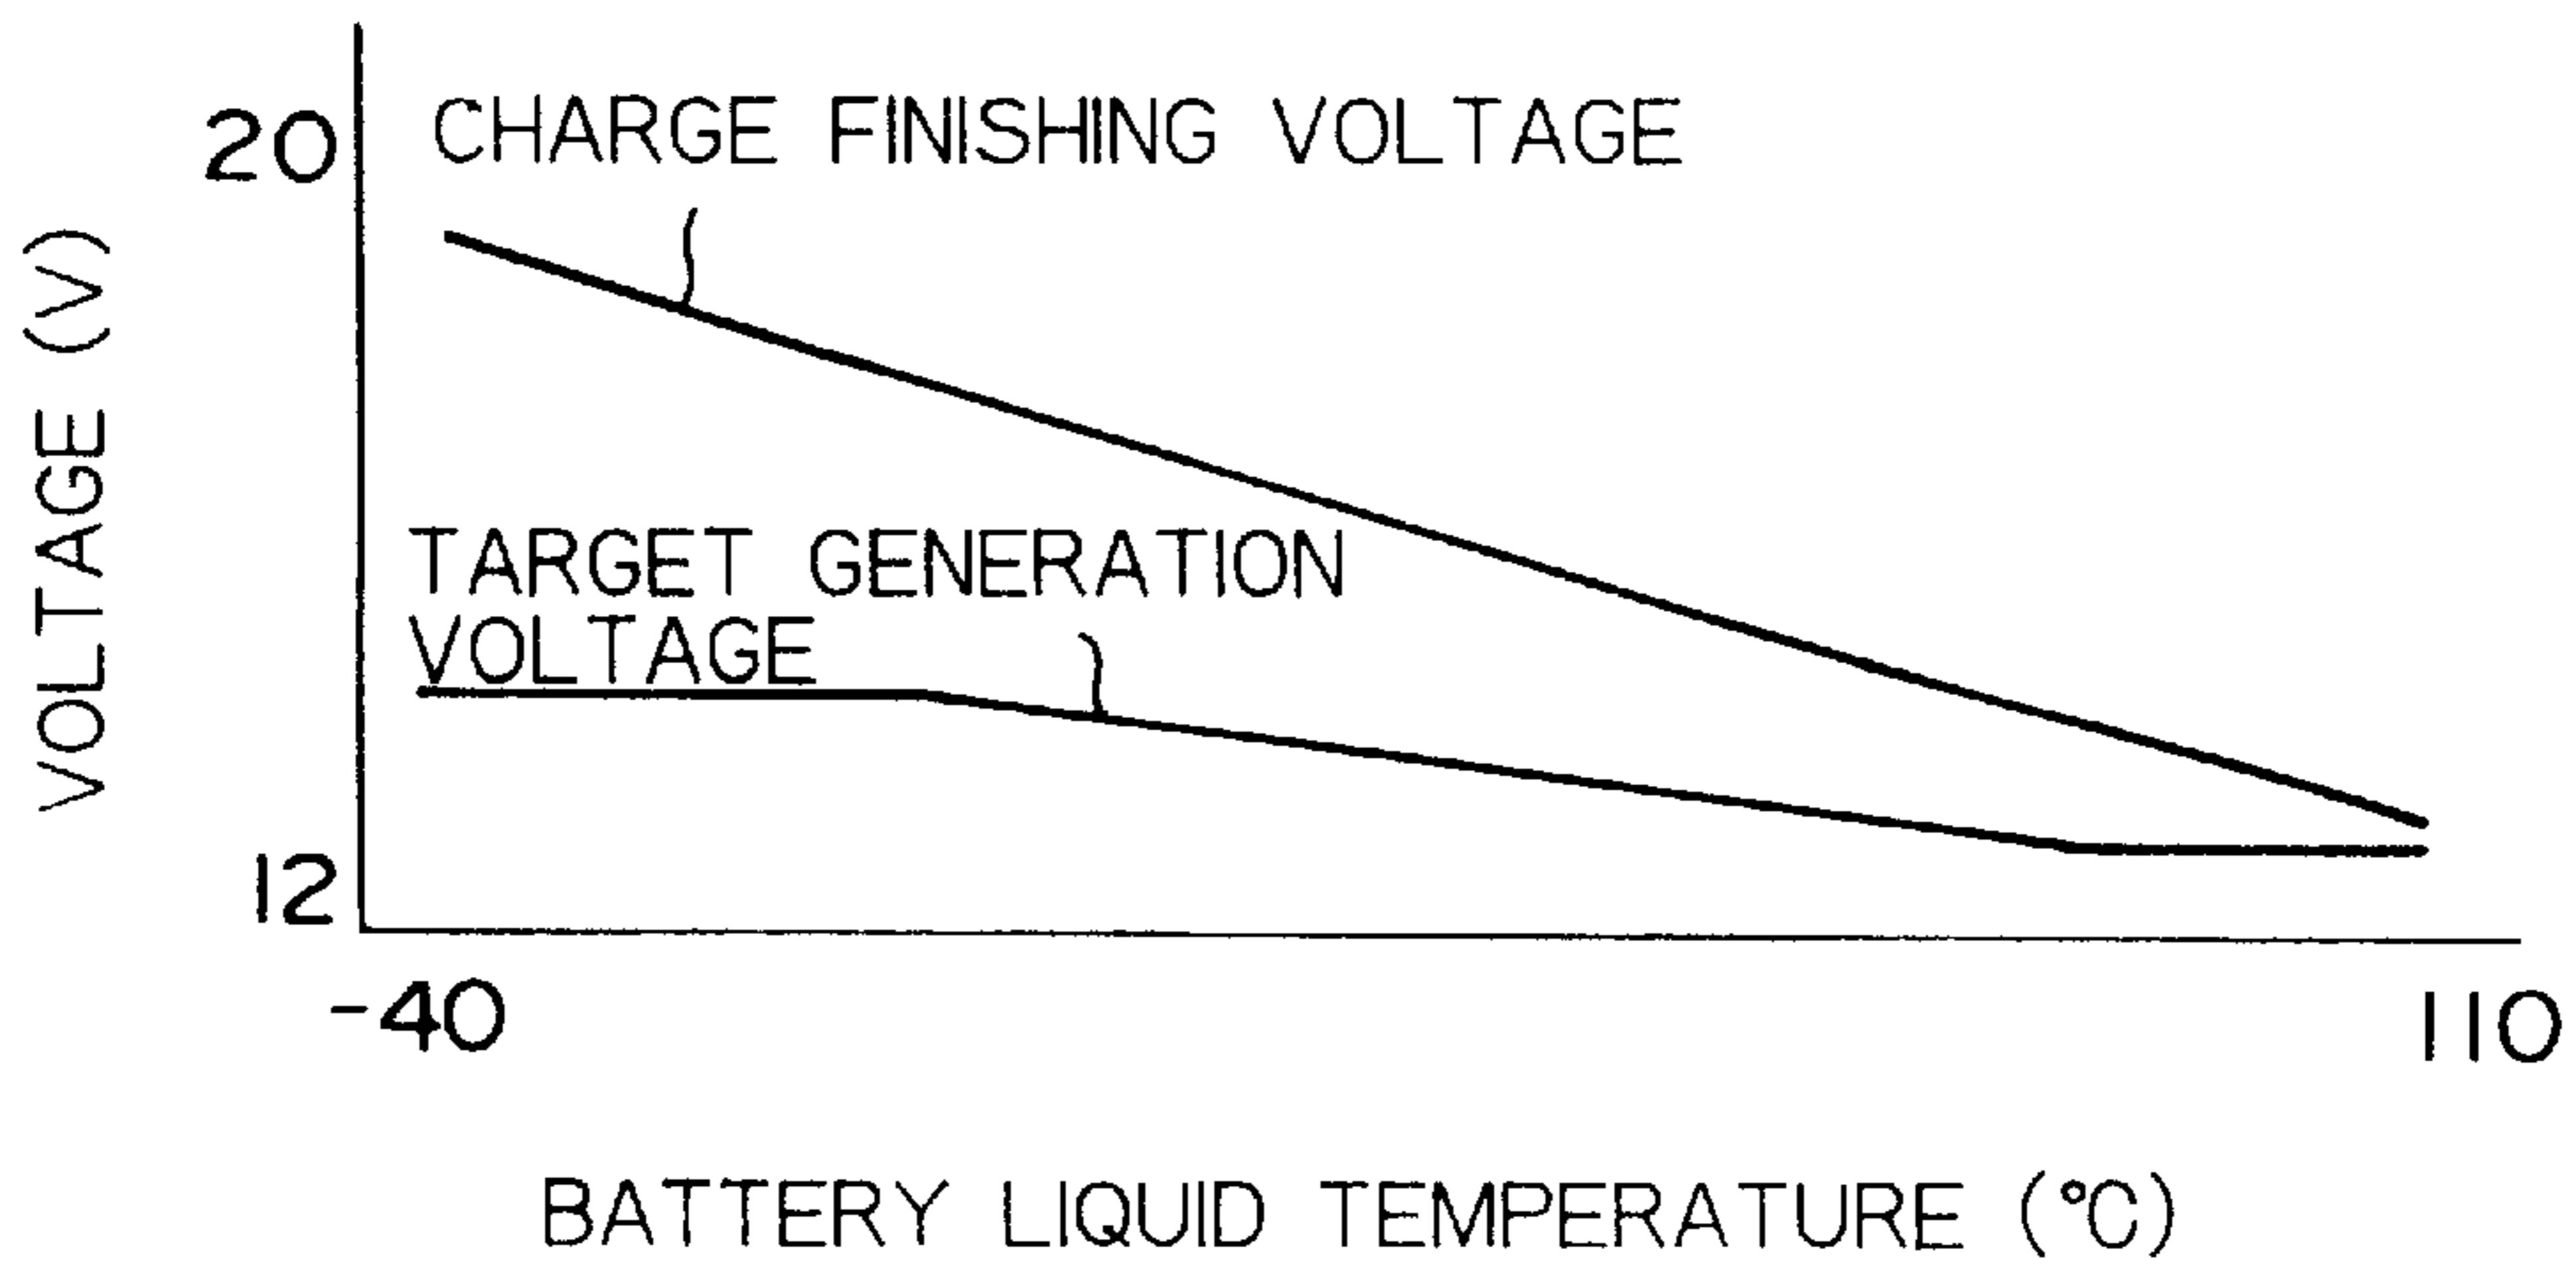 20
CHARGE FINISHING VOLTAGE
VOLTAGE (V)
TARGET GENERATION
VOLTAGE
12
-40
110
BATTERY LIQUID TEMPERATURE (°C)